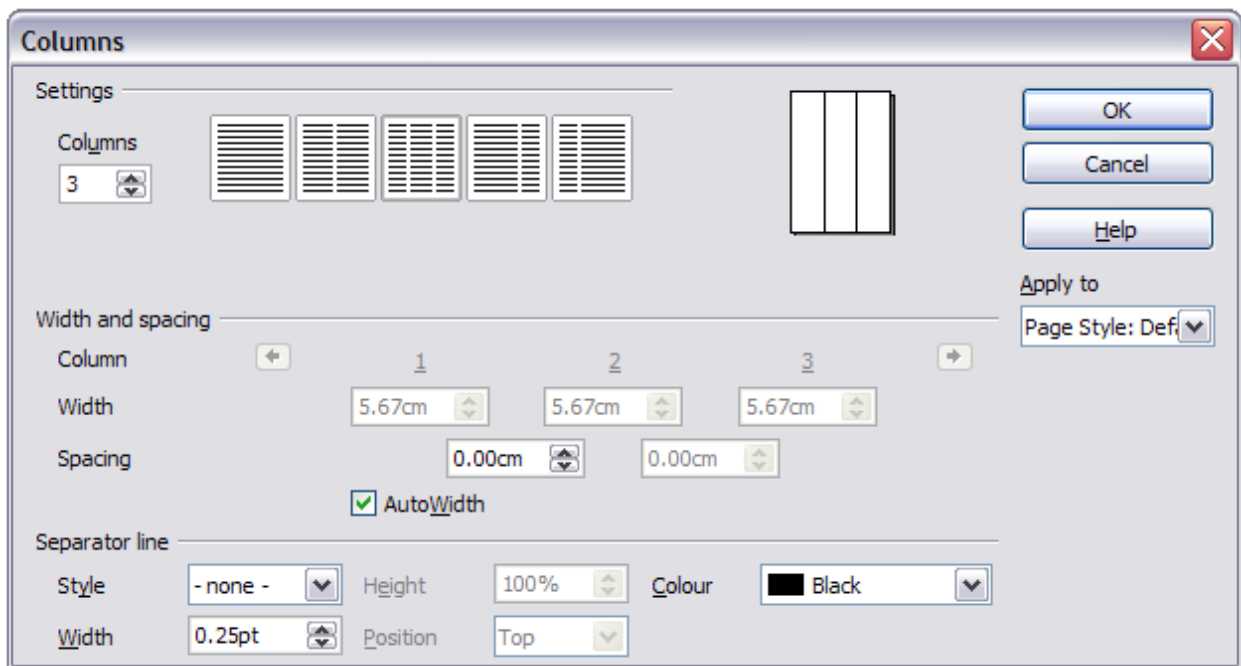 Columns
Settings
OK
Columns
3
Cancel
Help
Apply to
Page Style: Defa
Width and spacing
Column 1 2 3
Width 5.67cm 5.67cm 5.67cm
Spacing 0.00cm 0.00cm
AutoWidth
Separator line
Style - none - Height 100% Colour Black
Width 0.25pt Position Top